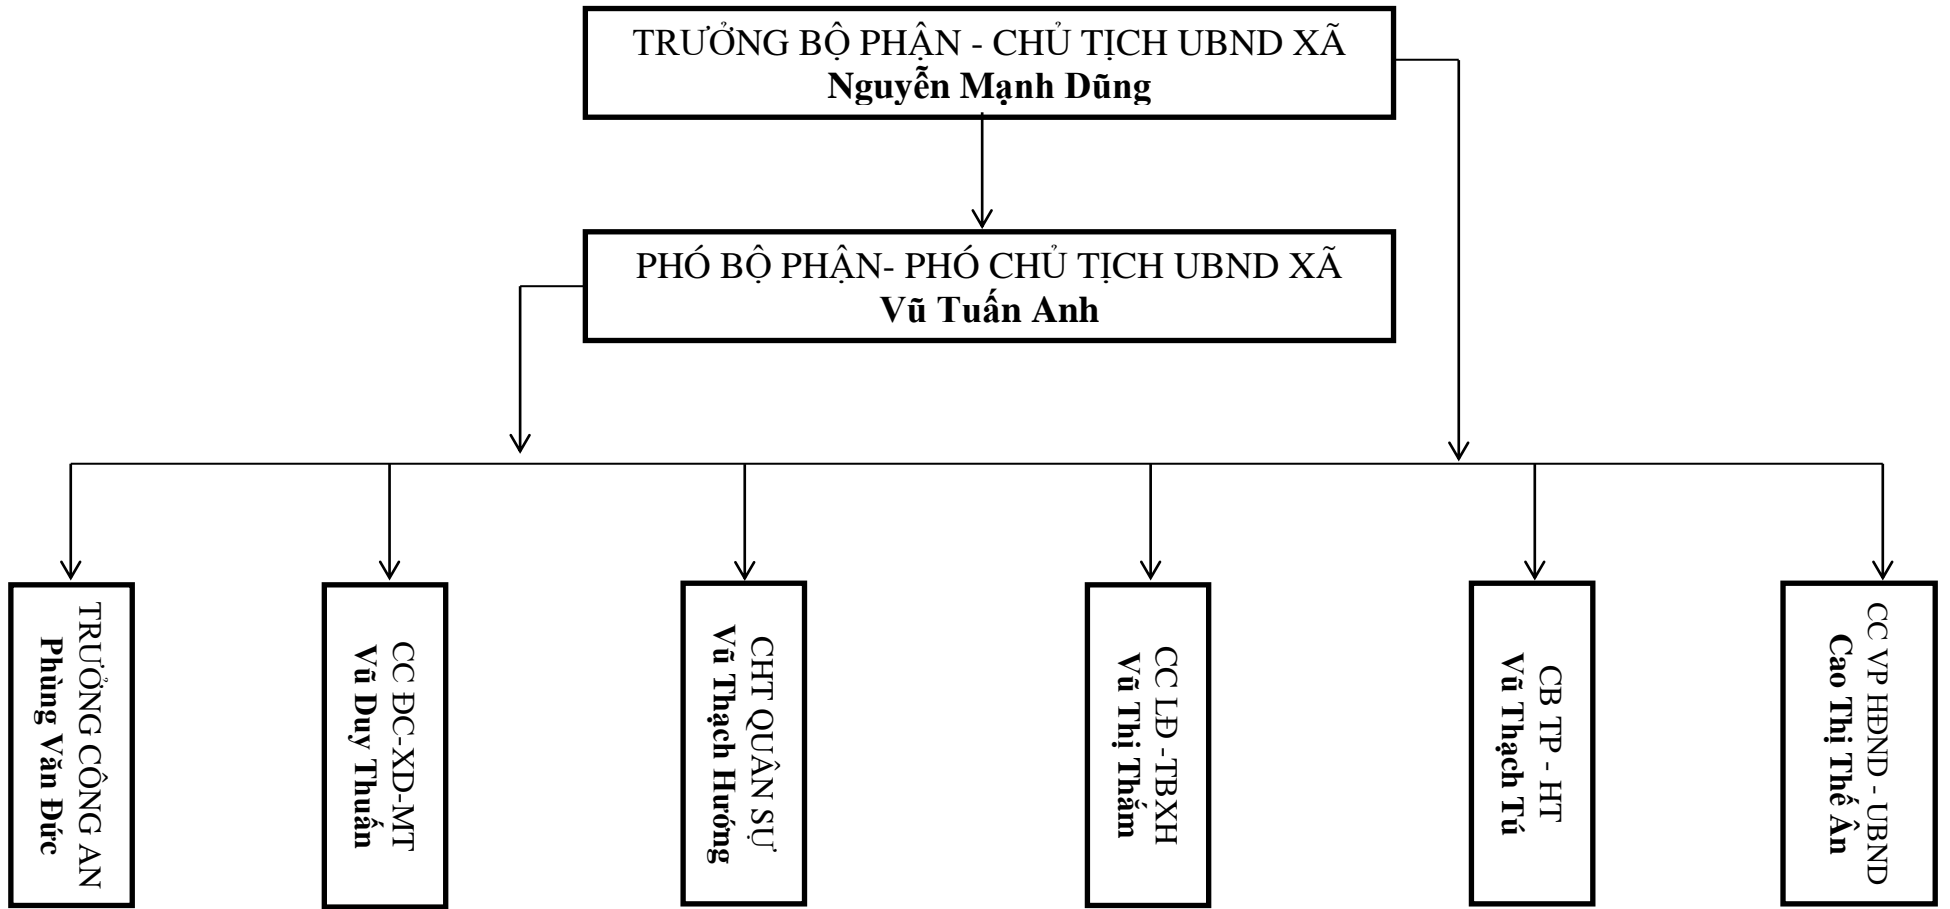 TRƯỞNG BỘ PHẬN - CHỦ TỊCH UBND XÃ
Nguyễn Mạnh Dũng
PHÓ BỘ PHẬN- PHÓ CHỦ TỊCH UBND XÃ
Vũ Tuấn Anh
TRƯỞNG CÔNG AN
Phùng Văn Đức
CC ĐC-XD-MT
Vũ Duy Thuấn
CHT QUÂN SỰ
Vũ Thạch Hướng
CC LĐ -TBXH
Vũ Thị Thắm
CB TP - HT
Vũ Thạch Tú
CC VP HĐND - UBND
Cao Thị Thế Ân